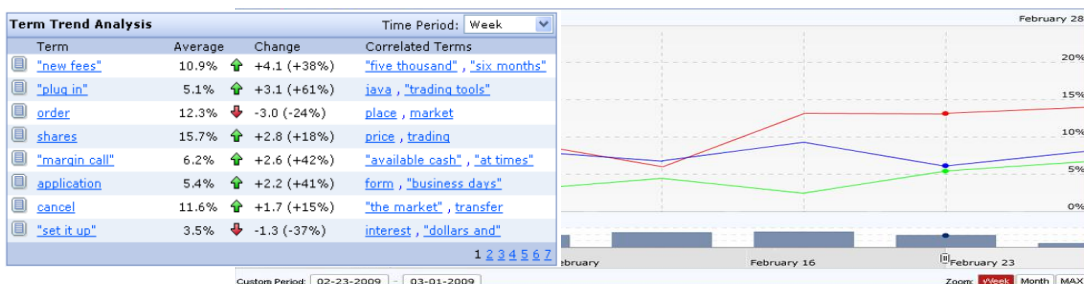 Term Trend Analysis Time Period: Week
Term Average Change Correlated Terms
"new fees" 10.9% +4.1 (+38%) "five thousand" , "six months"
"plug in" 5.1% +3.1 (+61%) java , "trading tools"
order 12.3% -3.0 (-24%) place , market
shares 15.7% +2.8 (+18%) price , trading
"margin call" 6.2% +2.6 (+42%) "available cash" , "at times"
application 5.4% +2.2 (+41%) form , "business days"
cancel 11.6% +1.7 (+15%) "the market" , transfer
"set it up" 3.5% -1.3 (-37%) interest , "dollars and"
1 2 3 4 5 6 7
February 28
20%
15%
10%
5%
0%
ebruary February 16 February 23
Custom Period: 02-23-2009 - 03-01-2009 Zoom: Week Month MAX